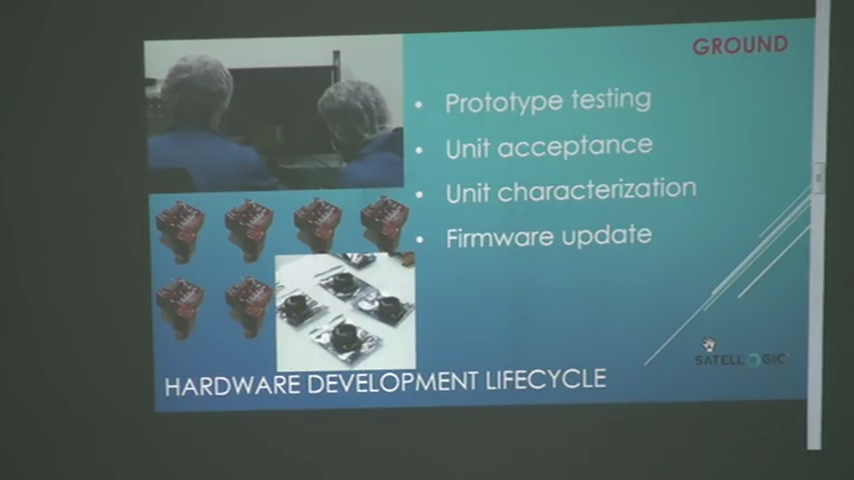 GROUND
Prototype testing
Unit acceptance
Unit characterization
Firmware update
HARDWARE DEVELOPMENT LIFECYCLE
SATELLOGIC